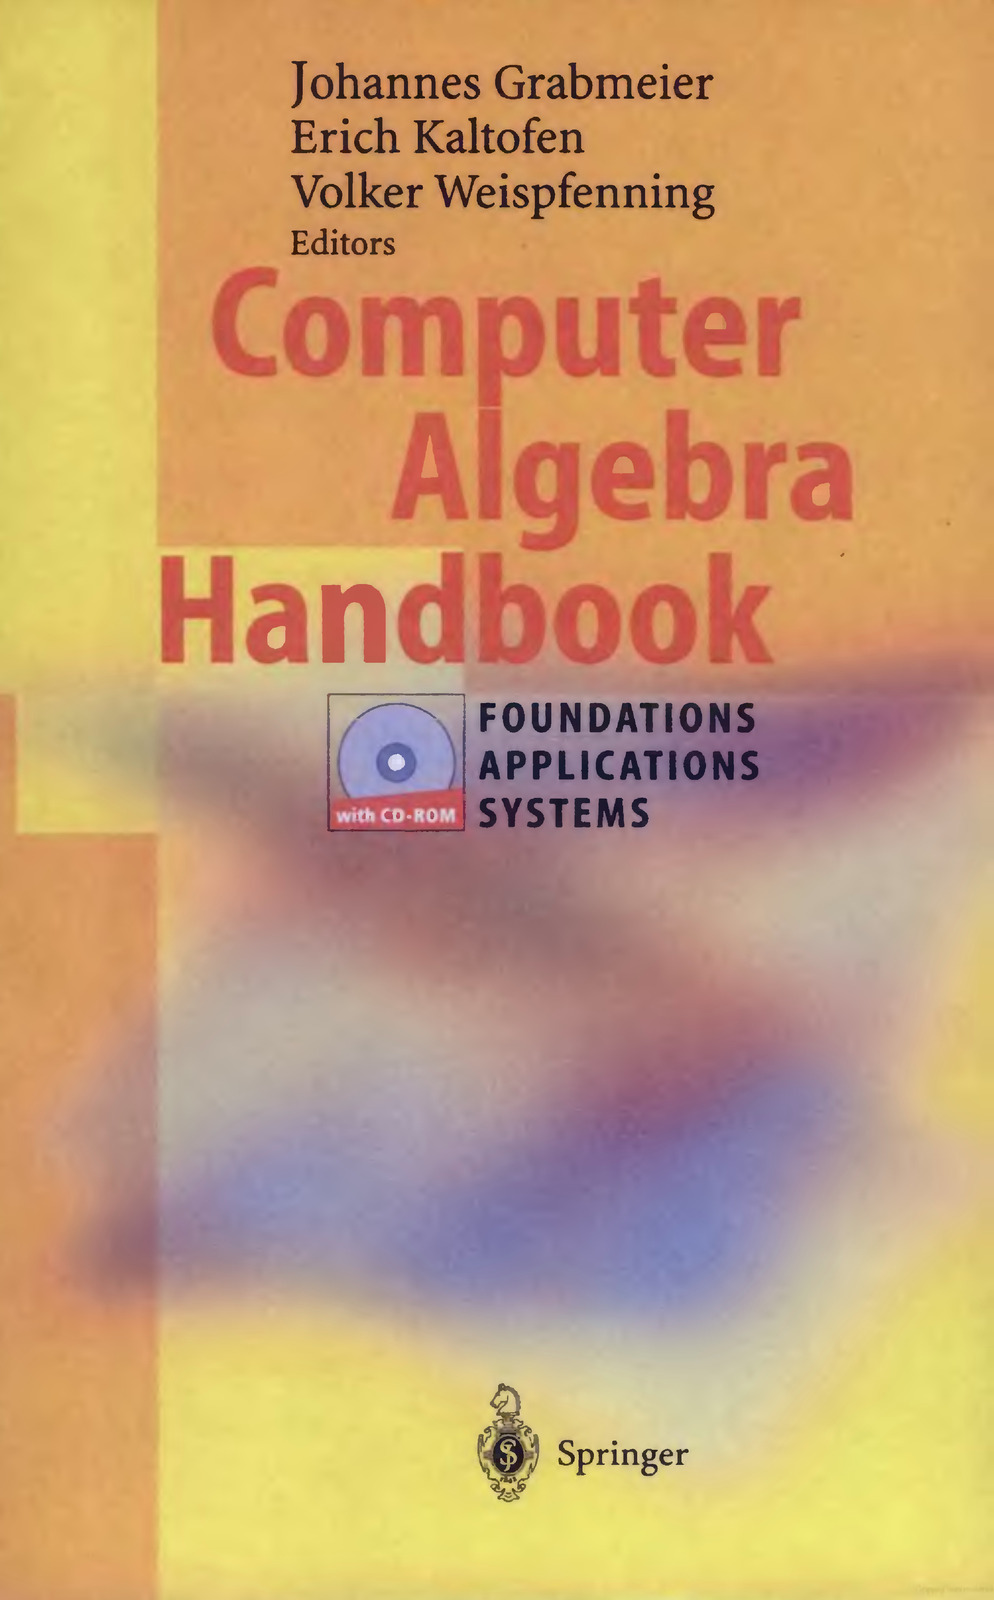 Johannes Grabmeier
Erich Kaltofen
Volker Weispfenning
Editors
Computer
Algebra
Handbook
with CD-ROM
FOUNDATIONS
APPLICATIONS
SYSTEMS
Springer